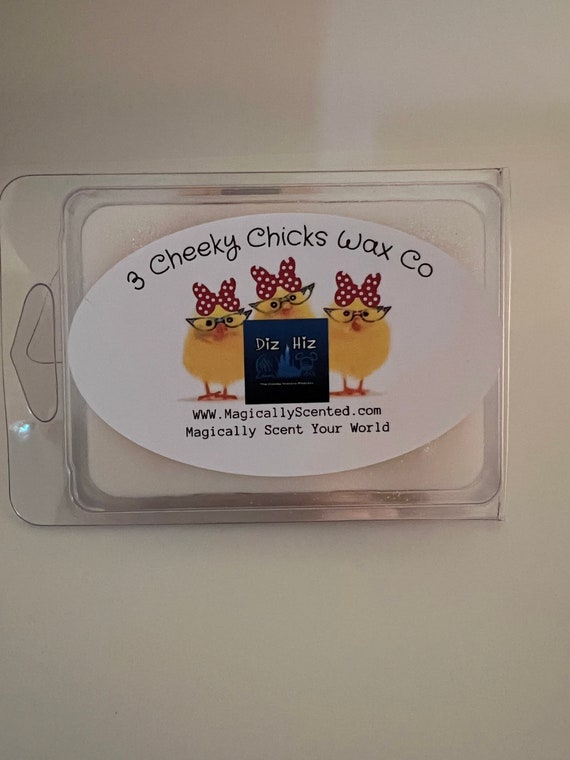 3 Cheeky Chicks Wax Co
Diz Hiz
WWW.MagicallyScented.com
Magically Scent Your World